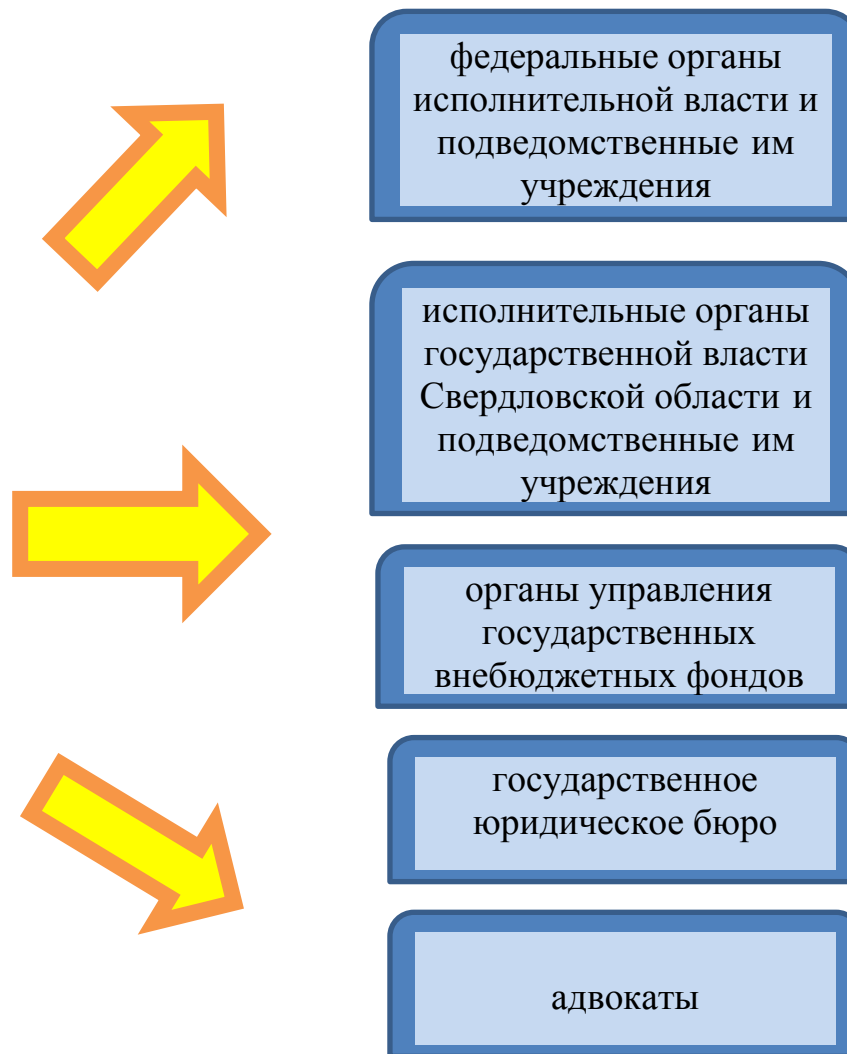 федеральные органы
исполнительной власти и
подведомственные им
учреждения
исполнительные органы
государственной власти
Свердловской области и
подведомственные им
учреждения
органы управления
государственных
внебюджетных фондов
государственное
юридическое бюро
адвокаты